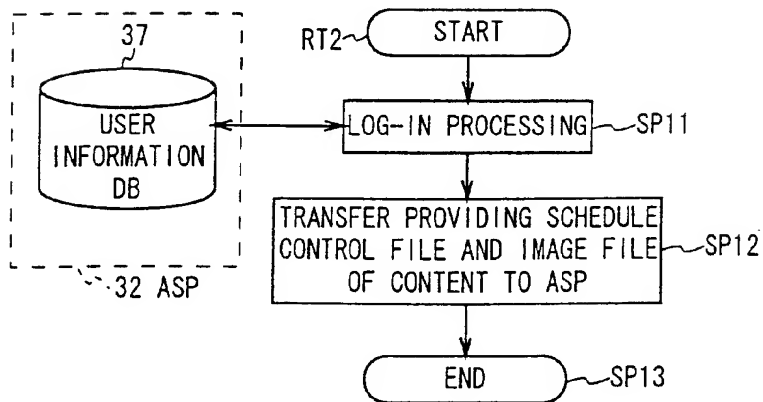 37
RT2
START
USER
INFORMATION
DB
LOG-IN PROCESSING
SP11
TRANSFER PROVIDING SCHEDULE
CONTROL FILE AND IMAGE FILE
OF CONTENT TO ASP
SP12
32 ASP
END
SP13